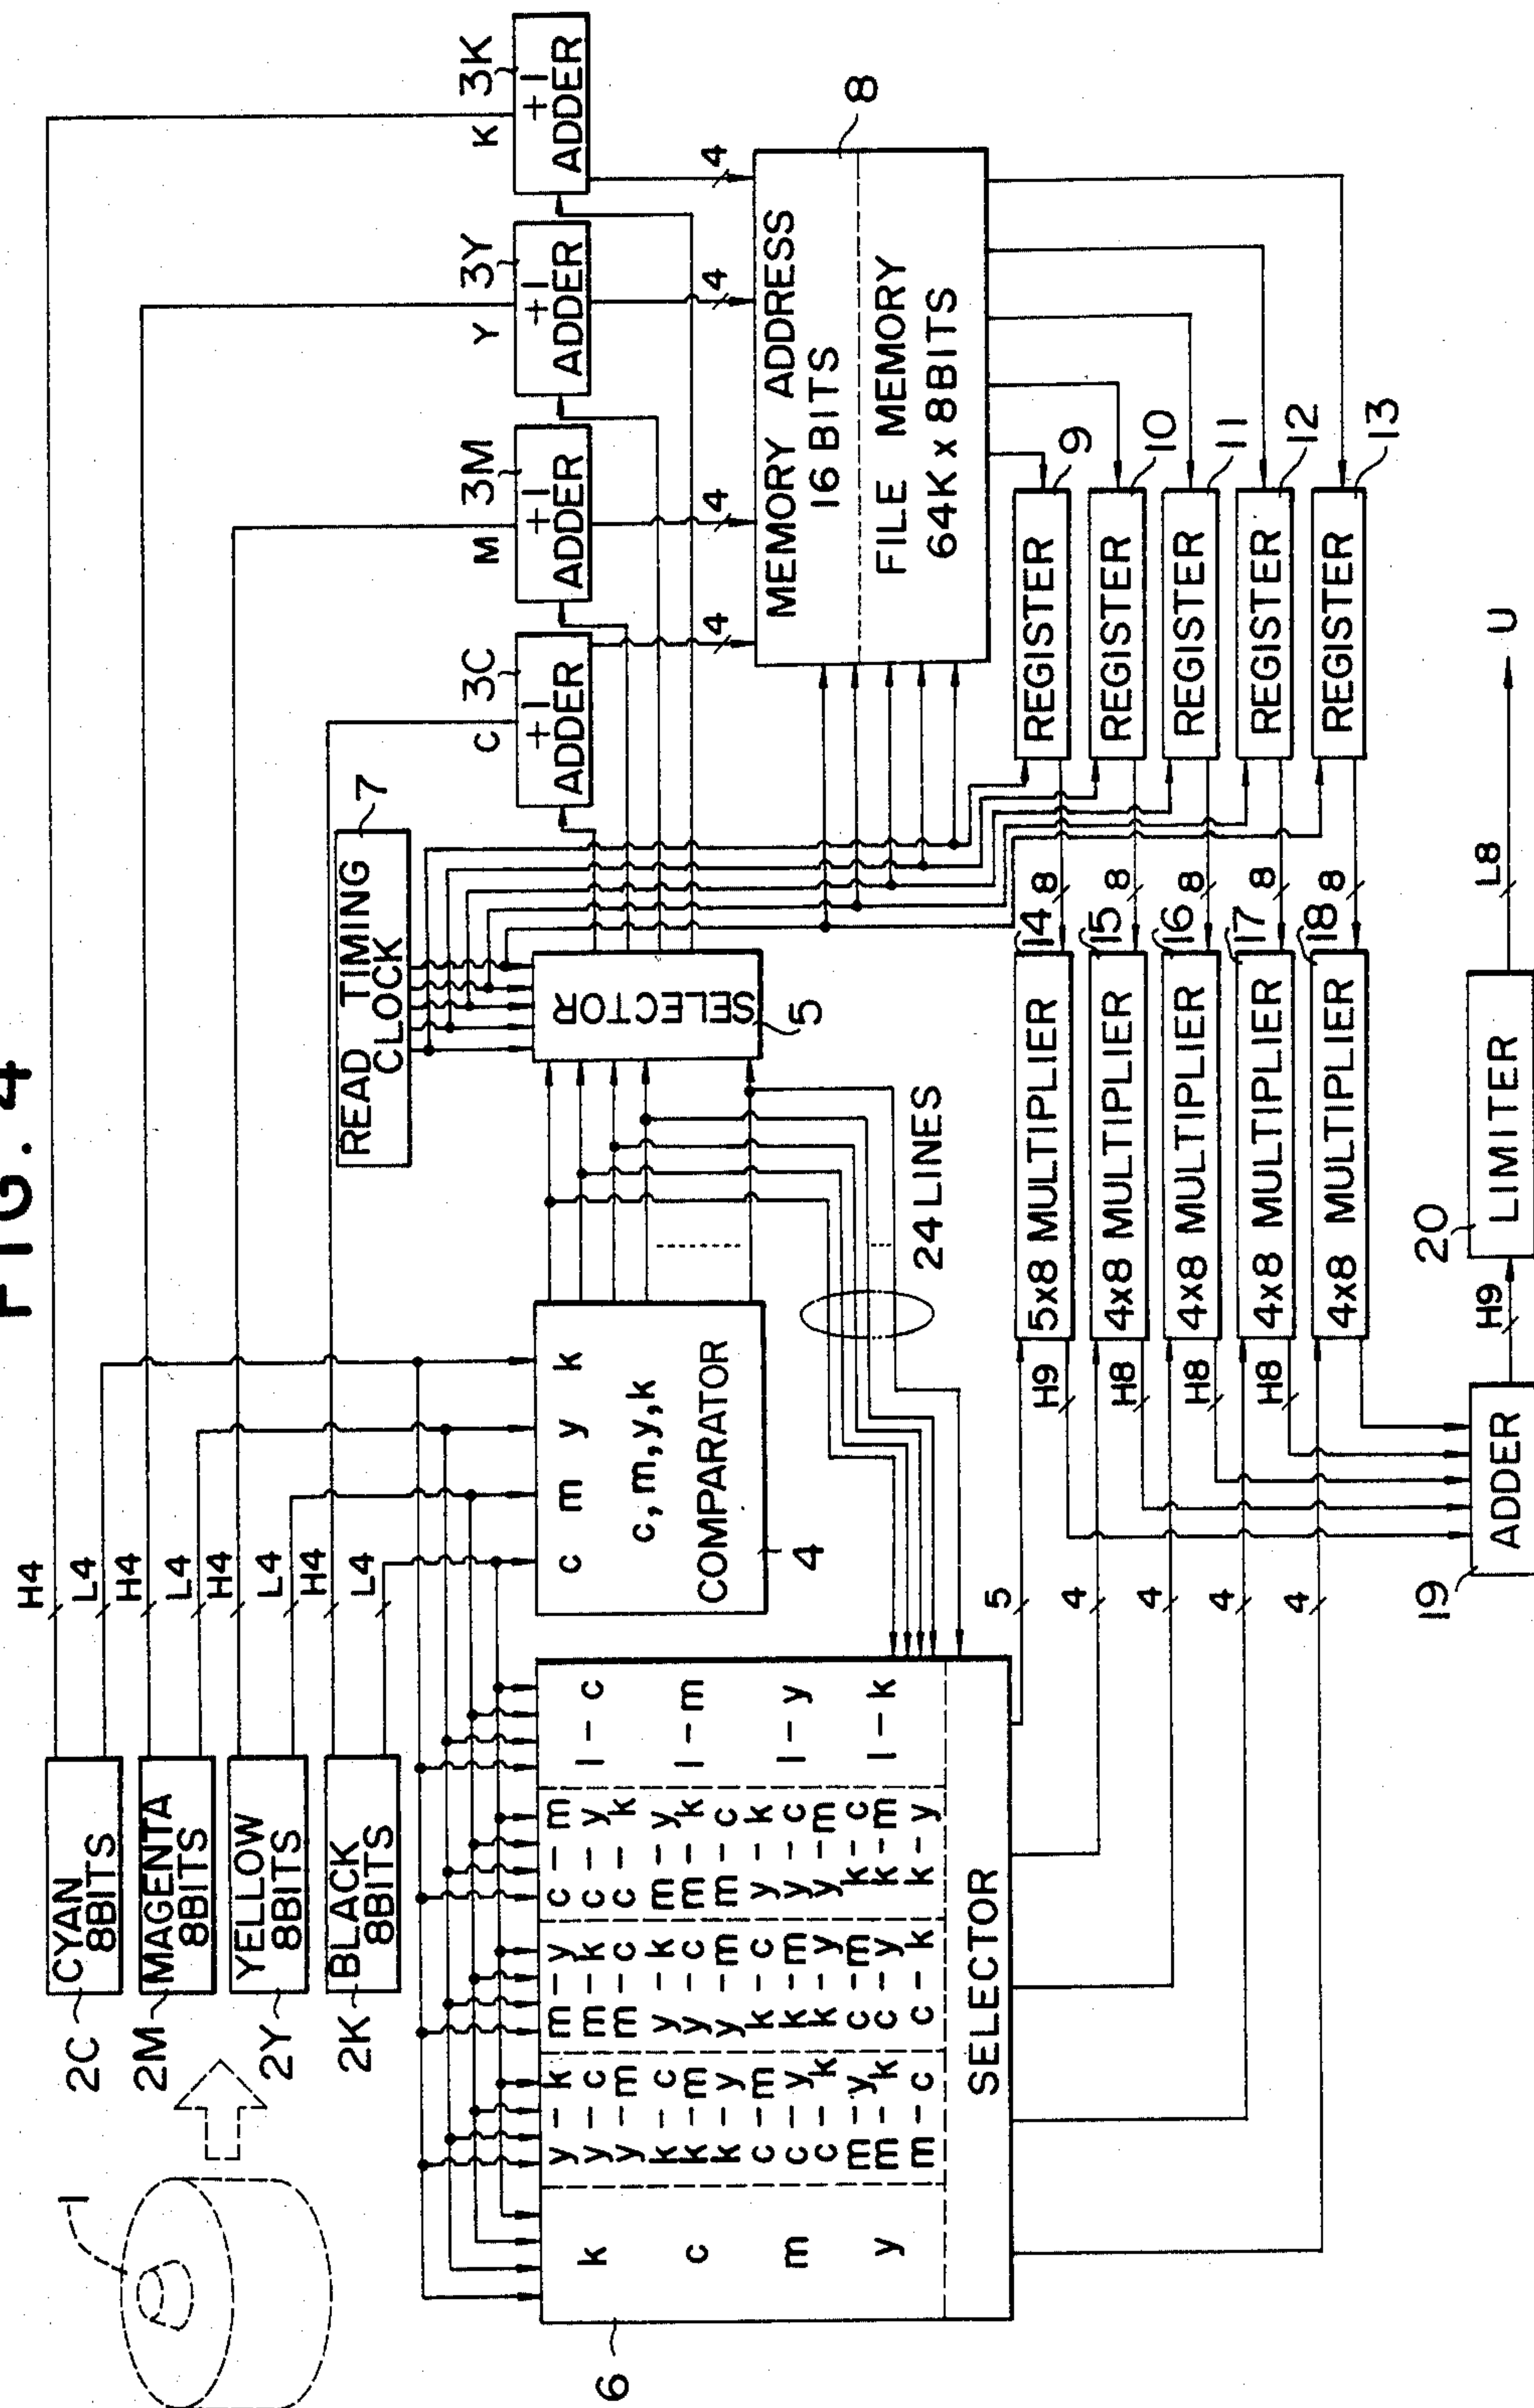 FIG. 4
1
2C
CYAN
8BITS
2M
MAGENTA
8BITS
2Y
YELLOW
8BITS
2K
BLACK
8BITS
H4
L4
H4
L4
H4
L4
H4
L4
READ TIMING
CLOCK
7
C
3C
+1
ADDER
M
3M
+1
ADDER
Y
3Y
+1
ADDER
K
3K
+1
ADDER
6
k
c
m
y
y-k
y-c
y-m
k-c
k-m
k-y
c-m
c-y
c-k
m-y
m-k
m-c
m-y
m-k
m-c
y-k
y-c
y-m
k-c
k-m
k-y
c-m
c-y
c-k
c-m
c-y
c-k
m-y
m-k
m-c
y-k
y-c
y-m
k-c
k-m
k-y
1-c
1-m
1-y
1-k
SELECTOR
c m y k
c,m,y,k
COMPARATOR
4
SELECTOR
5
24 LINES
4
4
4
4
MEMORY ADDRESS
16 BITS
FILE MEMORY
64K x 8BITS
8
5
H9
5x8 MULTIPLIER
14
8
REGISTER
9
4
H8
4x8 MULTIPLIER
15
8
REGISTER
10
4
H8
4x8 MULTIPLIER
16
8
REGISTER
11
4
H8
4x8 MULTIPLIER
17
8
REGISTER
12
4
4x8 MULTIPLIER
18
8
REGISTER
13
19
ADDER
H9
20
LIMITER
L8
U